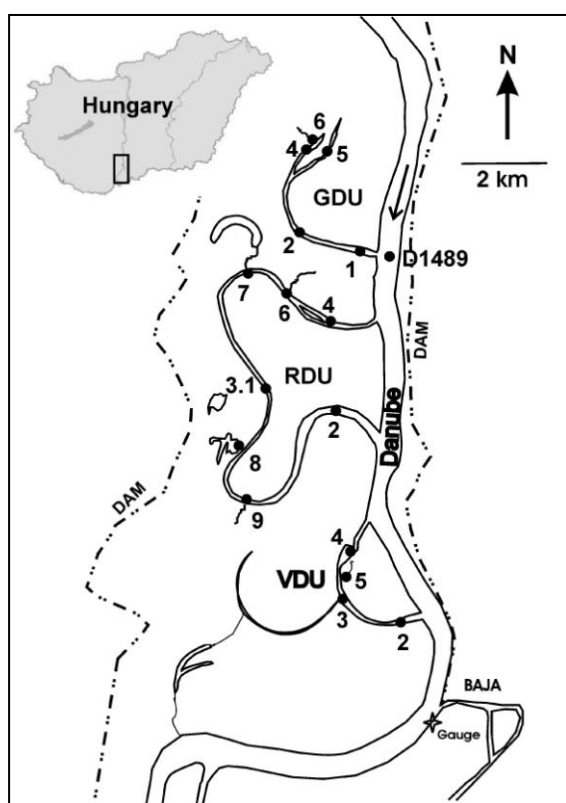 Hungary
N
2 km
6
4
5
GDU
2
1
D1489
DAM
7
6
4
RDU
3.1
2
Danube
8
DAM
9
4
VDU
5
3
2
BAJA
Gauge